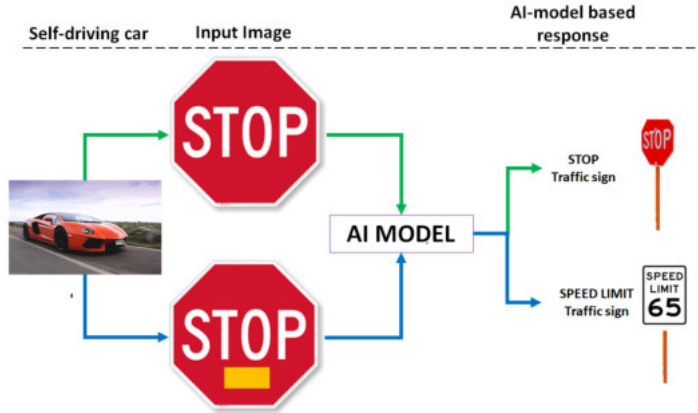 Self-driving car
Input Image
AI-model based
response
STOP
STOP
Traffic sign
STOP
AI MODEL
SPEED LIMIT
Traffic sign
SPEED
LIMIT
65
STOP